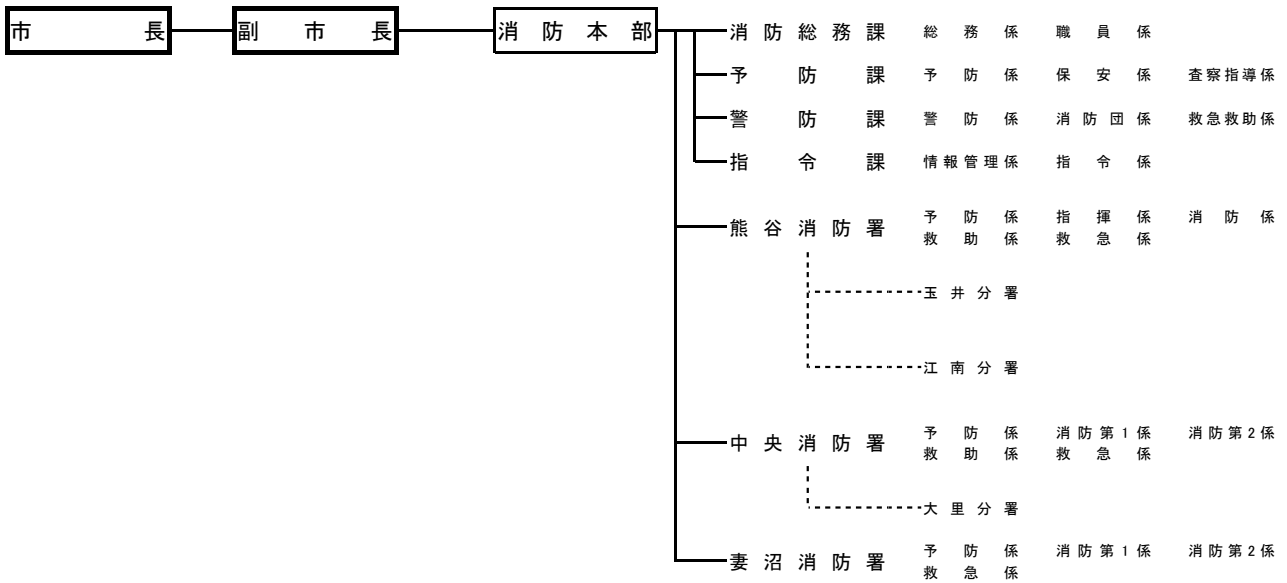 市長 副市長 消防本部 消防総務課 総務係 職員係
予防課 予防係 保安係 査察指導係
警防課 警防係 消防団係 救急救助係
指令課 情報管理係 指令係
熊谷消防署 予防係 指揮係 消防係
救助係 救急係
玉井分署
江南分署
中央消防署 予防係 消防第1係 消防第2係
救助係 救急係
大里分署
妻沼消防署 予防係 消防第1係 消防第2係
救急係